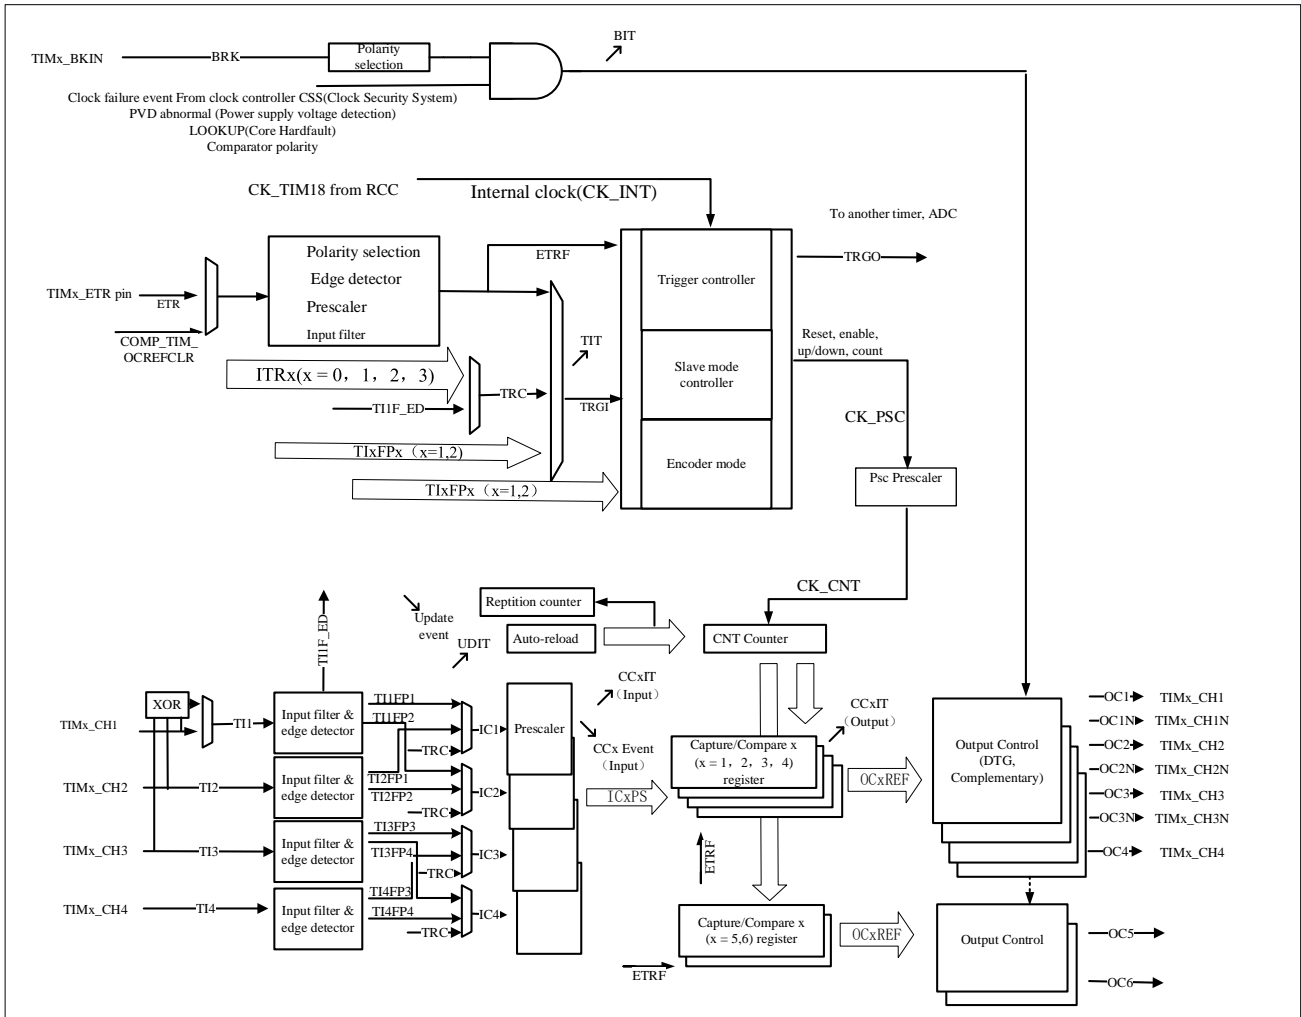 BIT
TIMx_BKIN
BRK
Polarity
selection
Clock failure event From clock controller CSS(Clock Security System)
PVD abnormal (Power supply voltage detection)
LOOKUP(Core Hardfault)
Comparator polarity
CK_TIM18 from RCC
Internal clock(CK_INT)
To another timer, ADC
TRGO
Polarity selection
Edge detector
Prescaler
Input filter
ETRF
Trigger controller
TIMx_ETR pin
ETR
COMP_TIM_
OCREFCLR
TIT
Reset, enable,
up/down, count
ITRx(x = 0, 1, 2, 3)
TRC
TI1F_ED
TRGI
Slave mode
controller
CK_PSC
TIxFPx (x=1,2)
Encoder mode
TIxFPx (x=1,2)
Psc Prescaler
CK_CNT
Reptition counter
Update
event
Auto-reload
CNT Counter
UDIT
TI1F_ED
CCxIT
(Input)
CCxIT
(Output)
XOR
TIMx_CH1
TI1
Input filter &
edge detector
TI1FP1
TI1FP2
TRC
IC1
Prescaler
CCx Event
(Input)
Capture/Compare x
(x = 1, 2, 3, 4)
register
OCxREF
Output Control
(DTG,
Complementary)
OC1
TIMx_CH1
OC1N
TIMx_CH1N
OC2
TIMx_CH2
OC2N
TIMx_CH2N
OC3
TIMx_CH3
OC3N
TIMx_CH3N
OC4
TIMx_CH4
TIMx_CH2
TI2
Input filter &
edge detector
TI2FP1
TI2FP2
TRC
IC2
ICxPS
TIMx_CH3
TI3
Input filter &
edge detector
TI3FP3
TI3FP4
TRC
IC3
ETRF
TIMx_CH4
TI4
Input filter &
edge detector
TI4FP3
TI4FP4
TRC
IC4
Capture/Compare x
(x = 5,6) register
OCxREF
Output Control
OC5
OC6
ETRF